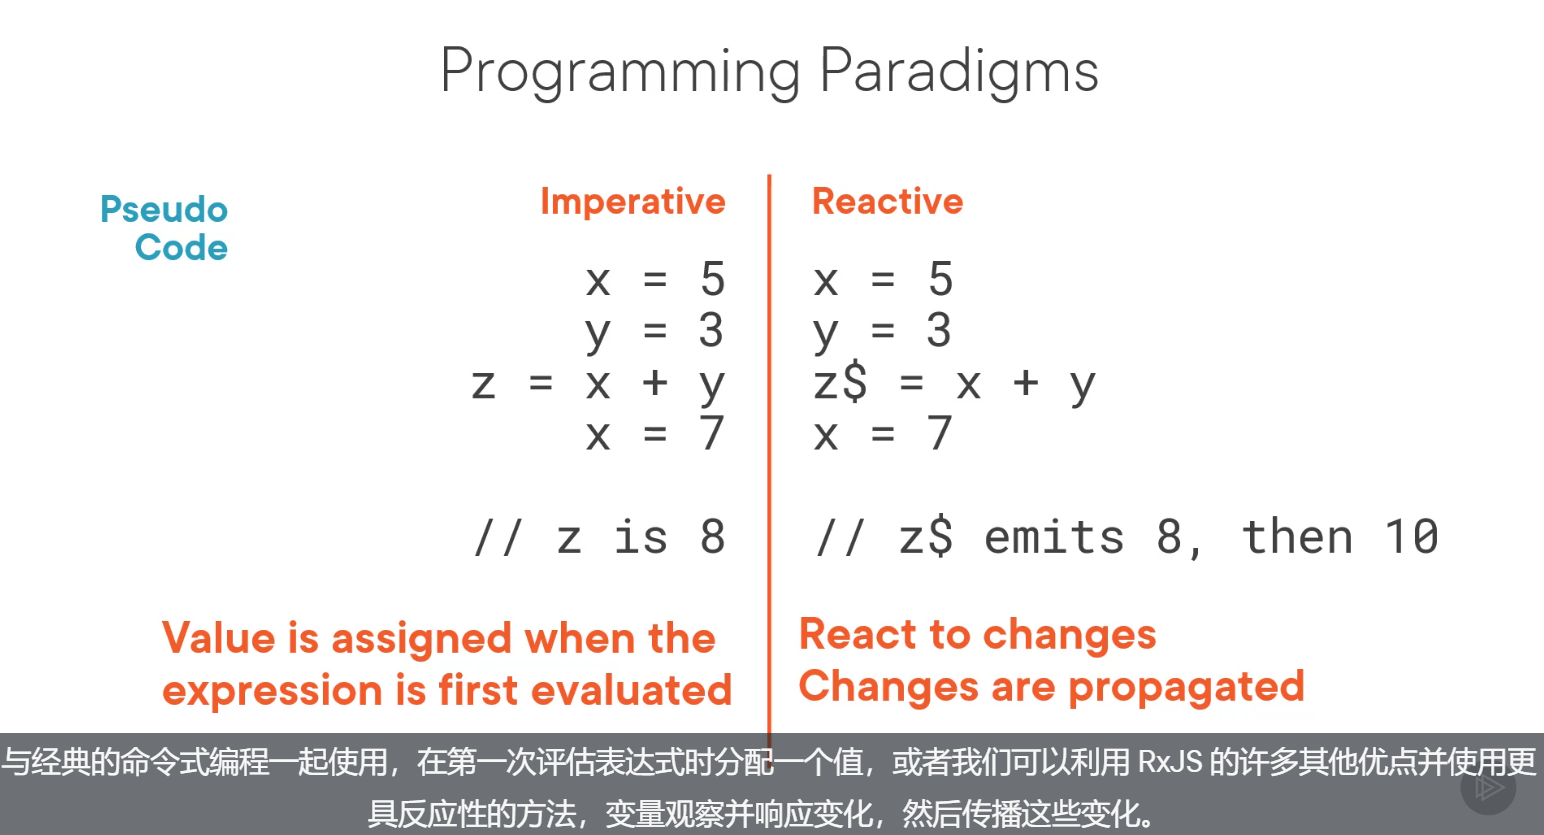 Programming Paradigms
Pseudo
Code
Imperative
x = 5
y = 3
z = x + y
x = 7
// z is 8
Value is assigned when the
expression is first evaluated
Reactive
x = 5
y = 3
z$ = x + y
x = 7
// z$ emits 8, then 10
React to changes
Changes are propagated
与经典的命令式编程一起使用，在第一次评估表达式时分配一个值，或者我们可以利用 RxJS 的许多其他优点并使用更
具反应性的方法，变量观察并响应变化，然后传播这些变化。